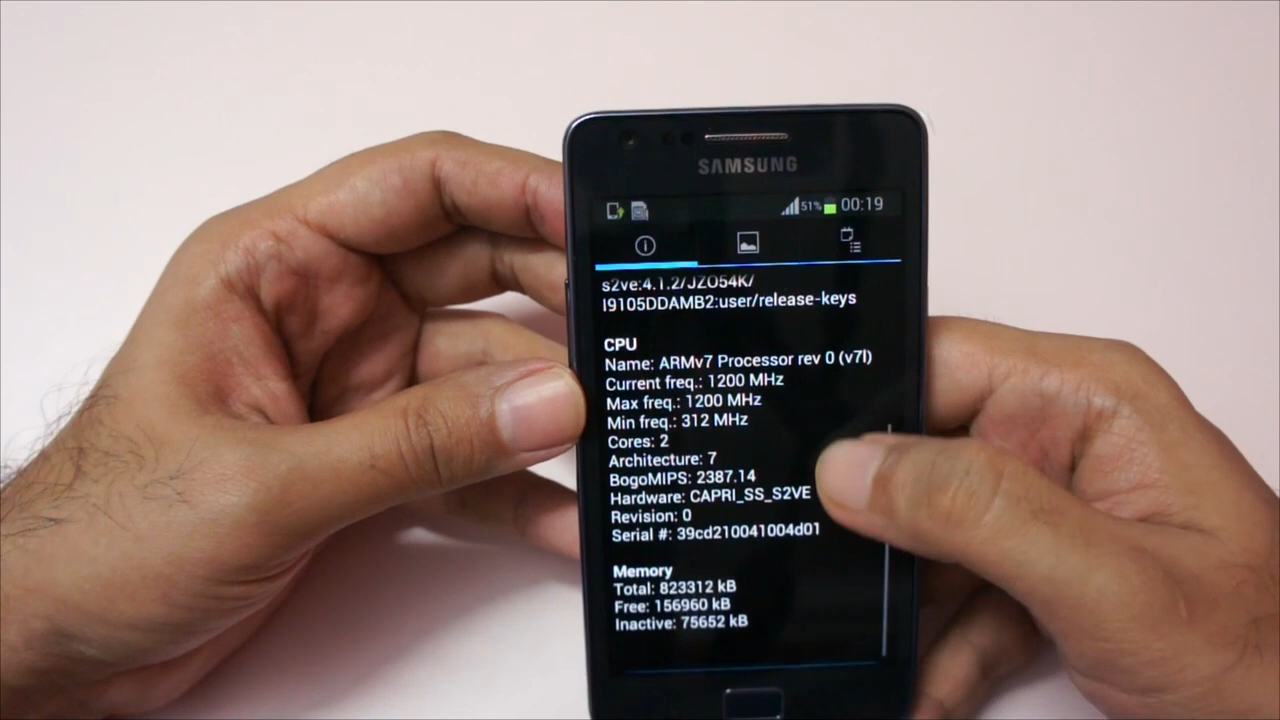 SAMSUNG
51% 00:19
s2ve:4.1.2/JZO54K/
I9105DDAMB2:user/release-keys
CPU
Name: ARMv7 Processor rev 0 (v7l)
Current freq.: 1200 MHz
Max freq.: 1200 MHz
Min freq.: 312 MHz
Cores: 2
Architecture: 7
BogoMIPS: 2387.14
Hardware: CAPRI_SS_S2VE
Revision: 0
Serial #: 39cd210041004d01
Memory
Total: 823312 kB
Free: 156960 kB
Inactive: 75652 kB